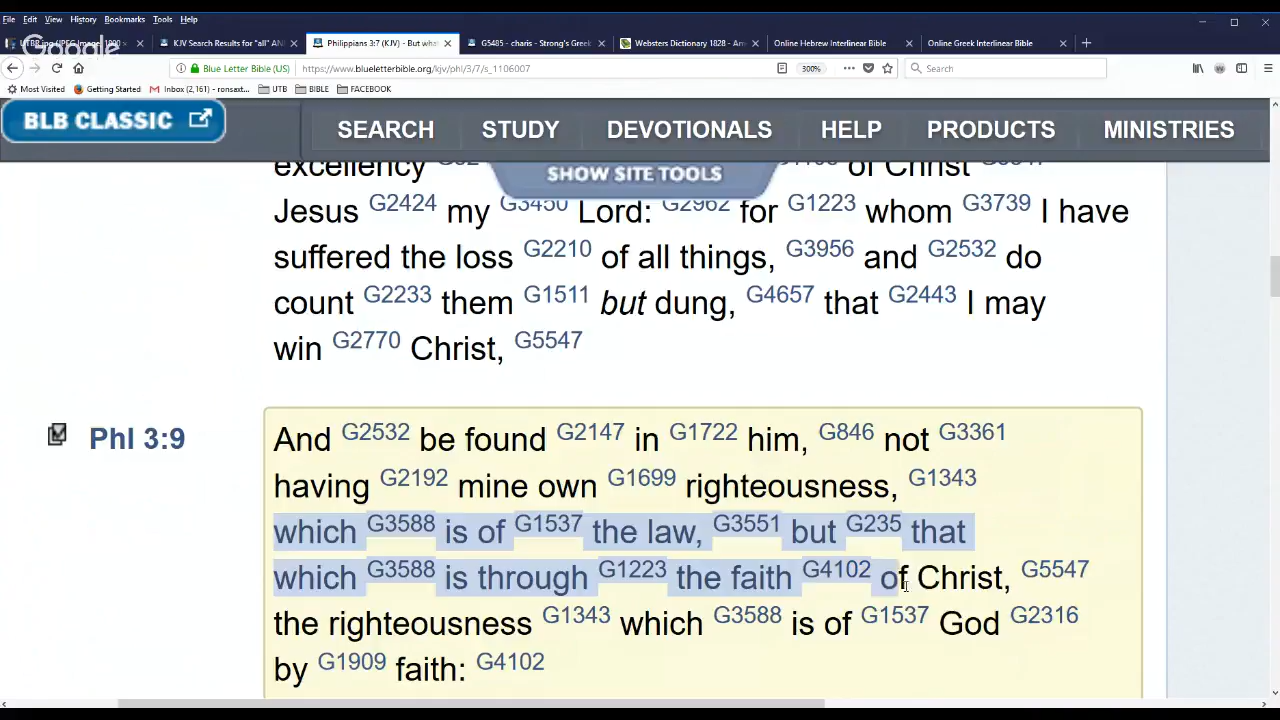 File Edit View History Bookmarks Tools Help
Google
KJV Search Results for "all" AN
Philippians 3:7 (KJV) - But wha
G5485 - charis - Strong's Greek
Websters Dictionary 1828 - Am
Online Hebrew Interlinear Bible
Online Greek Interlinear Bible
Blue Letter Bible (US) https://www.blueletterbible.org/kjv/phl/3/7/s_1106007 300% Search
Most Visited Getting Started Inbox (2,161) - ronsaxt... UTB BIBLE FACEBOOK
BLB CLASSIC SEARCH STUDY DEVOTIONALS HELP PRODUCTS MINISTRIES
SHOW SITE TOOLS
excellency of Christ
Jesus G2424 my G3450 Lord: G2962 for G1223 whom G3739 I have
suffered the loss G2210 of all things, G3956 and G2532 do
count G2233 them G1511 but dung, G4657 that G2443 I may
win G2770 Christ, G5547
Phl 3:9
And G2532 be found G2147 in G1722 him, G846 not G3361
having G2192 mine own G1699 righteousness, G1343
which G3588 is of G1537 the law, G3551 but G235 that
which G3588 is through G1223 the faith G4102 of Christ, G5547
the righteousness G1343 which G3588 is of G1537 God G2316
by G1909 faith: G4102